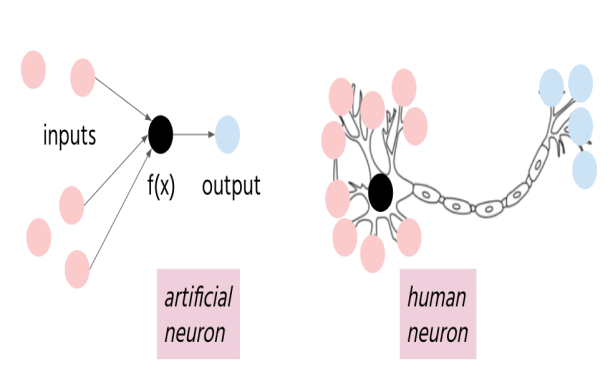 inputs
f(x)
output
artificial
neuron
human
neuron